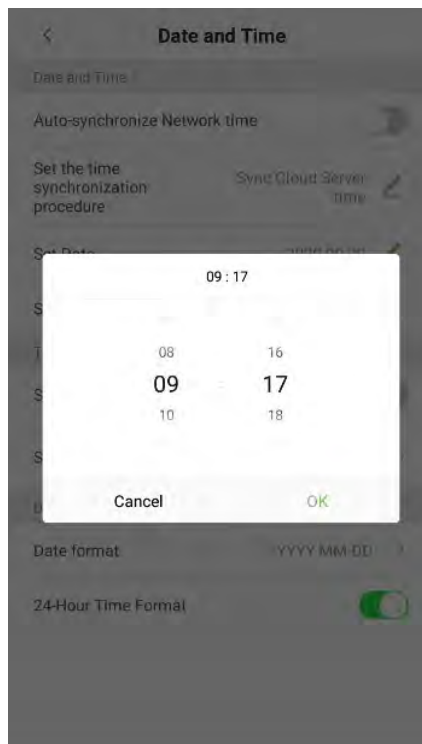 Date and Time
Date and Time
Auto-synchronize Network time
Set the time
synchronization
procedure
Sync Cloud Server
time
Set Date
S
09 : 17
T
08 16
S
09 : 17
10 18
S
D
Cancel OK
Date format YYYY-MM-DD
24-Hour Time Format